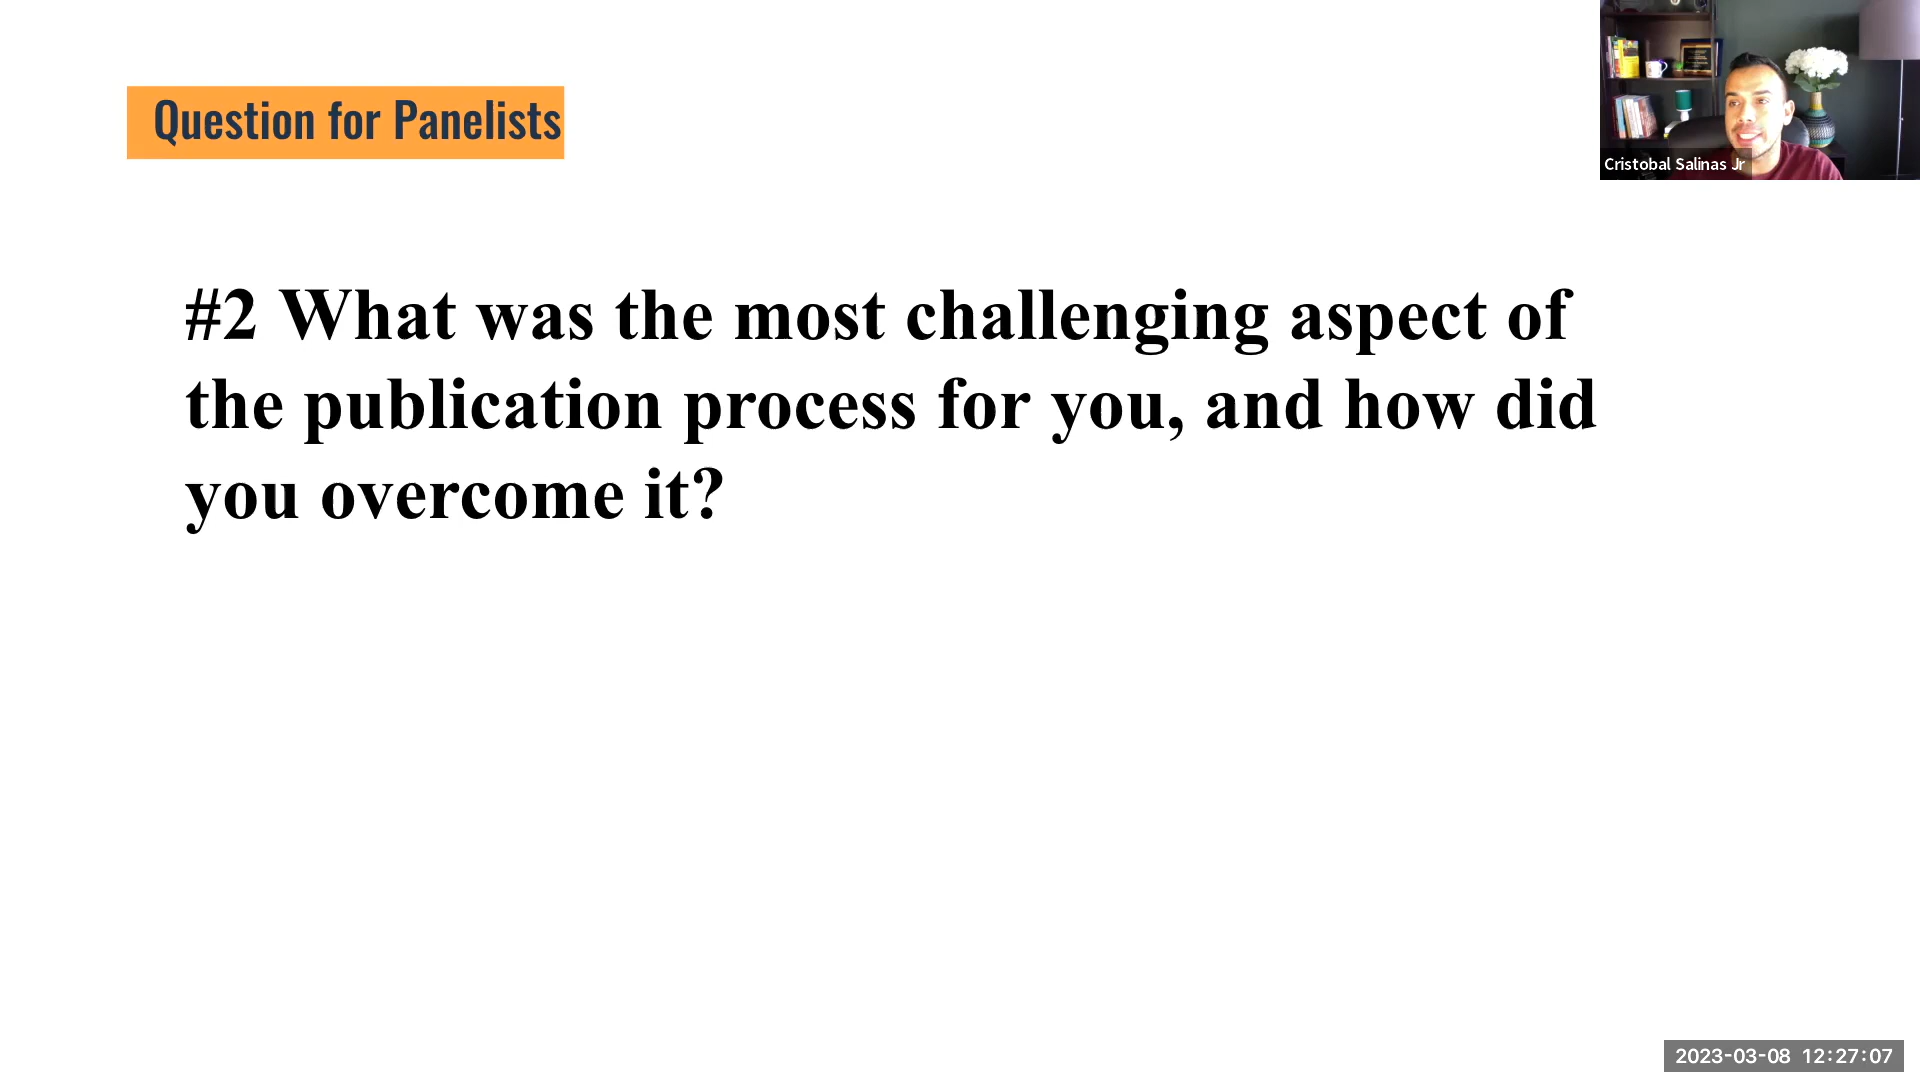 Question for Panelists
Cristobal Salinas Jr
#2 What was the most challenging aspect of
the publication process for you, and how did
you overcome it?
2023-03-08 12:27:07